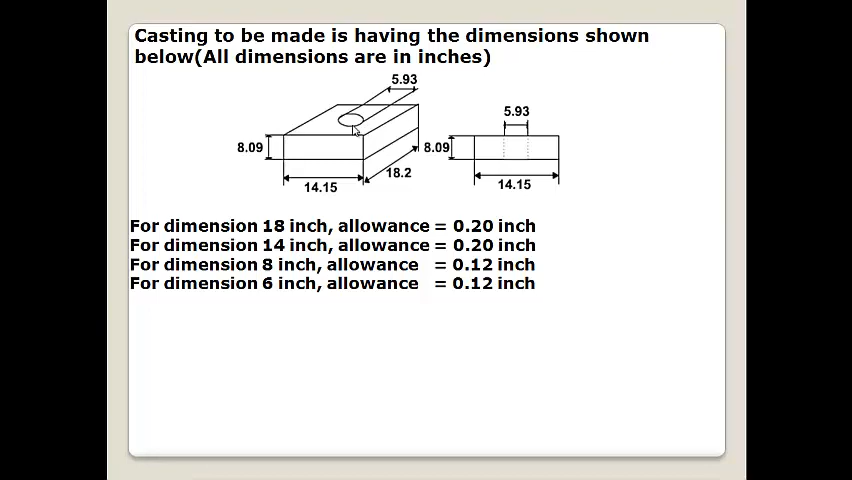 Casting to be made is having the dimensions shown
below(All dimensions are in inches)
5.93
5.93
8.09
8.09
18.2
14.15
14.15
For dimension 18 inch, allowance = 0.20 inch
For dimension 14 inch, allowance = 0.20 inch
For dimension 8 inch, allowance = 0.12 inch
For dimension 6 inch, allowance = 0.12 inch